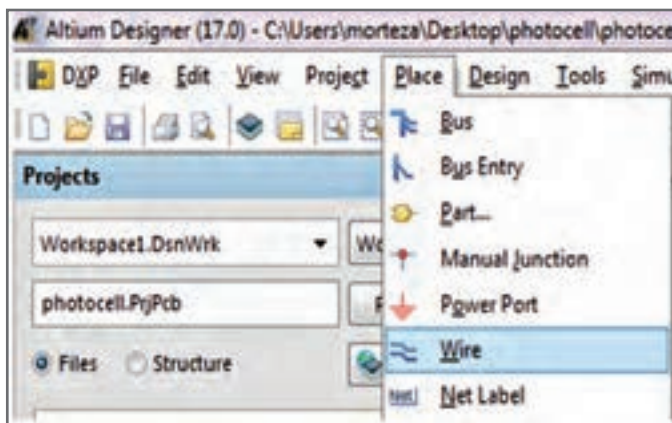 Altium Designer (17.0) - C:\Users\morteza\Desktop\photocell\photoce
DXP File Edit View Project Place Design Tools Simu
Projects
Workspace1.DsnWrk
Wo
photocell.PrjPcb
P
Files Structure
Bus
Bus Entry
Part...
Manual Junction
Power Port
Wire
Net Label